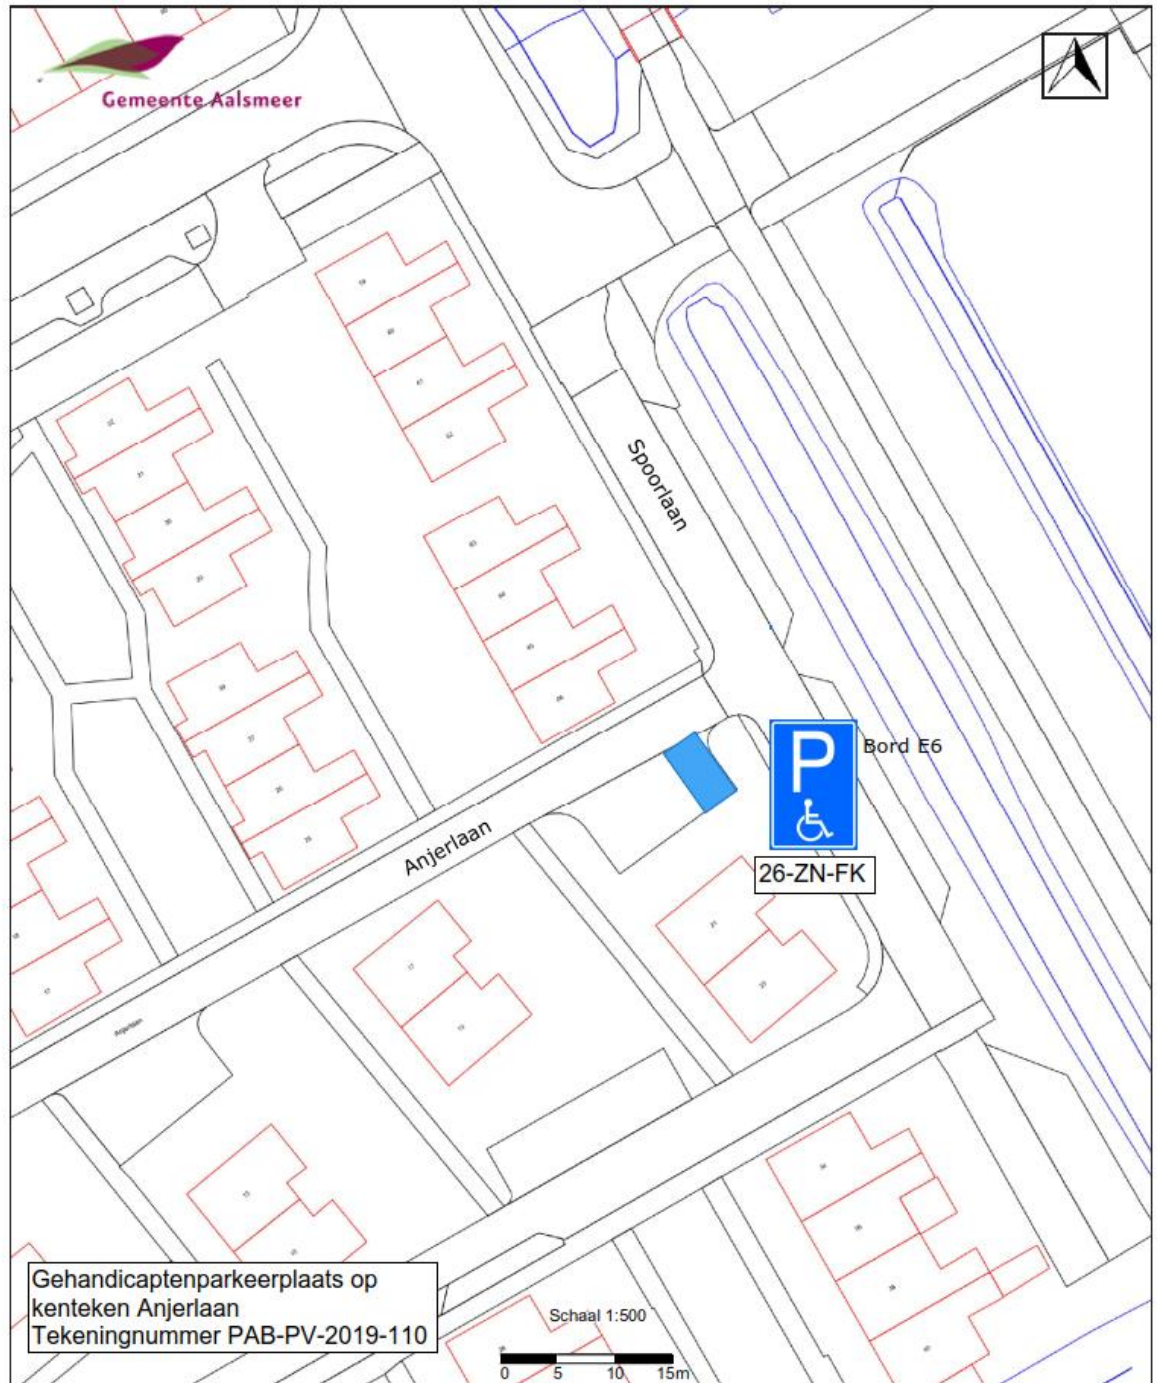 Gemeente Aalsmeer
Spoorlaan
P
Bord E6
26-ZN-FK
Anjerlaan
Anjerlaan
Gehandicaptenparkeerplaats op
kenteken Anjerlaan
Tekeningnummer PAB-PV-2019-110
Schaal 1:500
0 5 10 15m